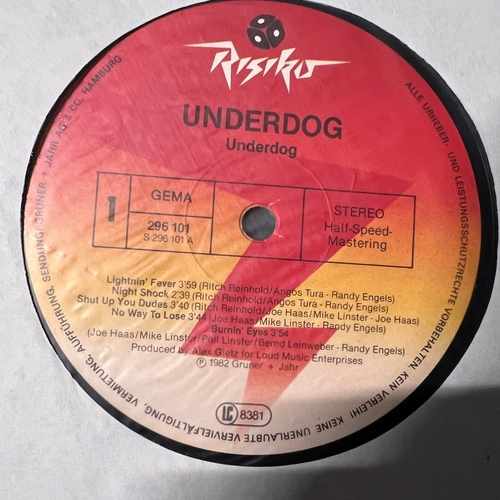 RISIKO
UNDERDOG
Underdog
1
GEMA
296 101
S 296 101 A
STEREO
Half-Speed-
Mastering
Lightnin' Fever 3'59 (Ritch Reinhold/Angos Tura - Randy Engels)
Night Shock 2'39 (Ritch Reinhold/Angos Tura - Randy Engels)
Shut Up You Dudes 3'40 (Ritch Reinhold/Joe Haas/Mike Linster - Joe Haas)
No Way To Lose 3'44 (Joe Haas/Mike Linster - Randy Engels)
Burnin' Eyes 3'54
(Joe Haas/Mike Linster/Phil Linster/Bernd Leinweber - Randy Engels)
Produced by Alex Gletz for Loud Music Enterprises
℗ 1982 Gruner + Jahr
LC 8381
ALLE URHEBER- UND LEISTUNGSSCHUTZRECHTE VORBEHALTEN. KEIN VERLEIH! KEINE UNERLAUBTE VERVIELFÄLTIGUNG, VERMIETUNG, AUFFÜHRUNG, SENDUNG GRUNER + JAHR AG & CO. HAMBURG